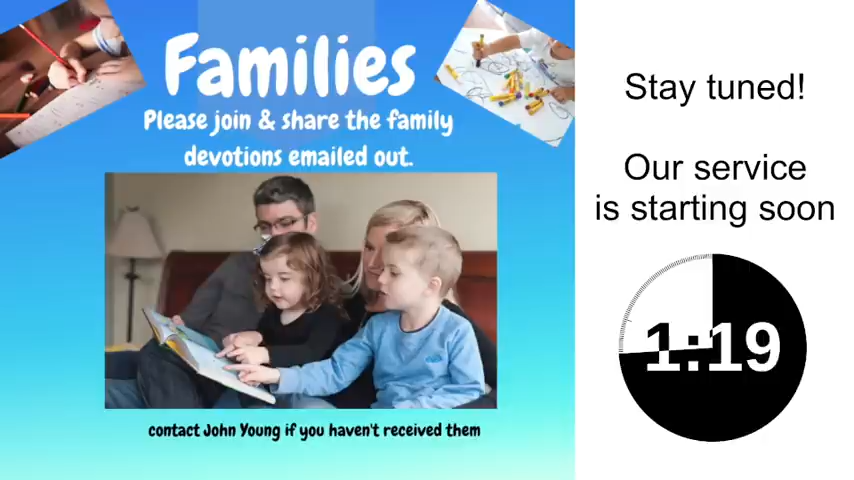 Families
Please join & share the family
devotions emailed out.
contact John Young if you haven't received them
Stay tuned!
Our service
is starting soon
1:19